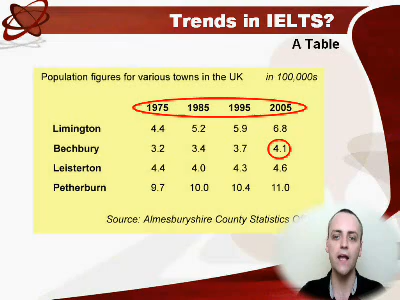 Trends in IELTS?
A Table
Population figures for various towns in the UK in 100,000s
1975 1985 1995 2005
Limington 4.4 5.2 5.9 6.8
Bechbury 3.2 3.4 3.7 4.1
Leisterton 4.4 4.0 4.3 4.6
Petherburn 9.7 10.0 10.4 11.0
Source: Almesburyshire County Statistics